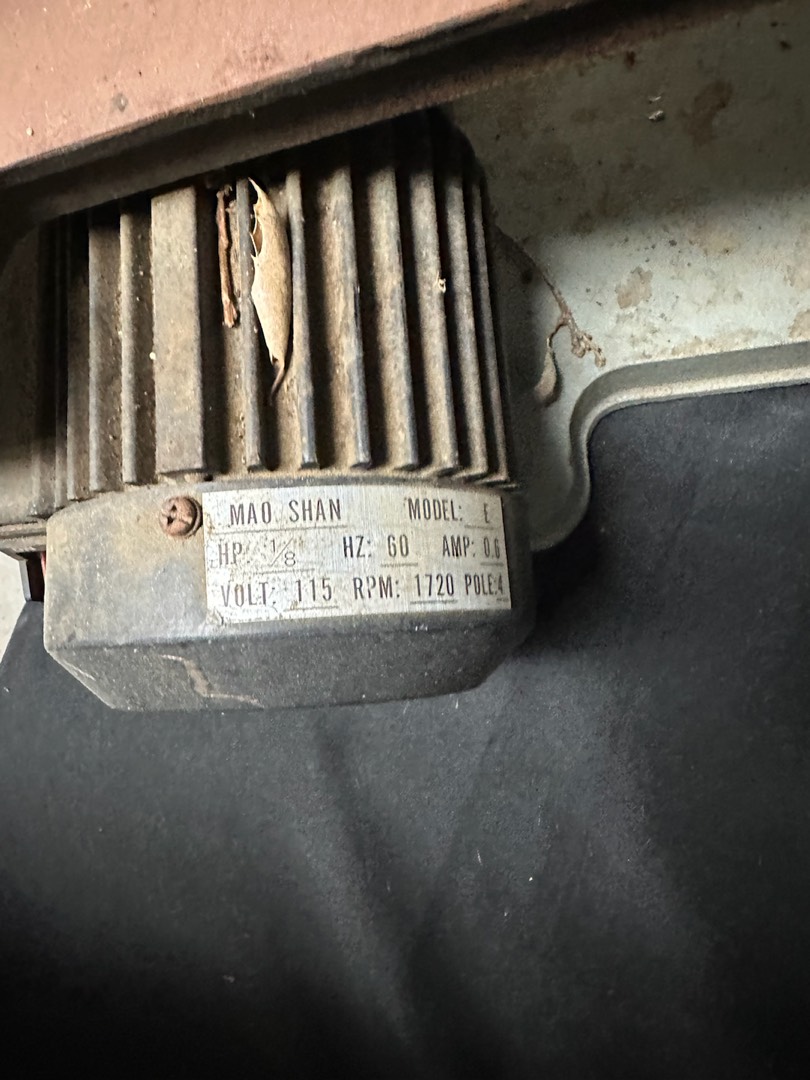 MAO SHAN MODEL: E
HP: 1/8 HZ: 60 AMP: 0.6
VOLT: 115 RPM: 1720 POLE:4